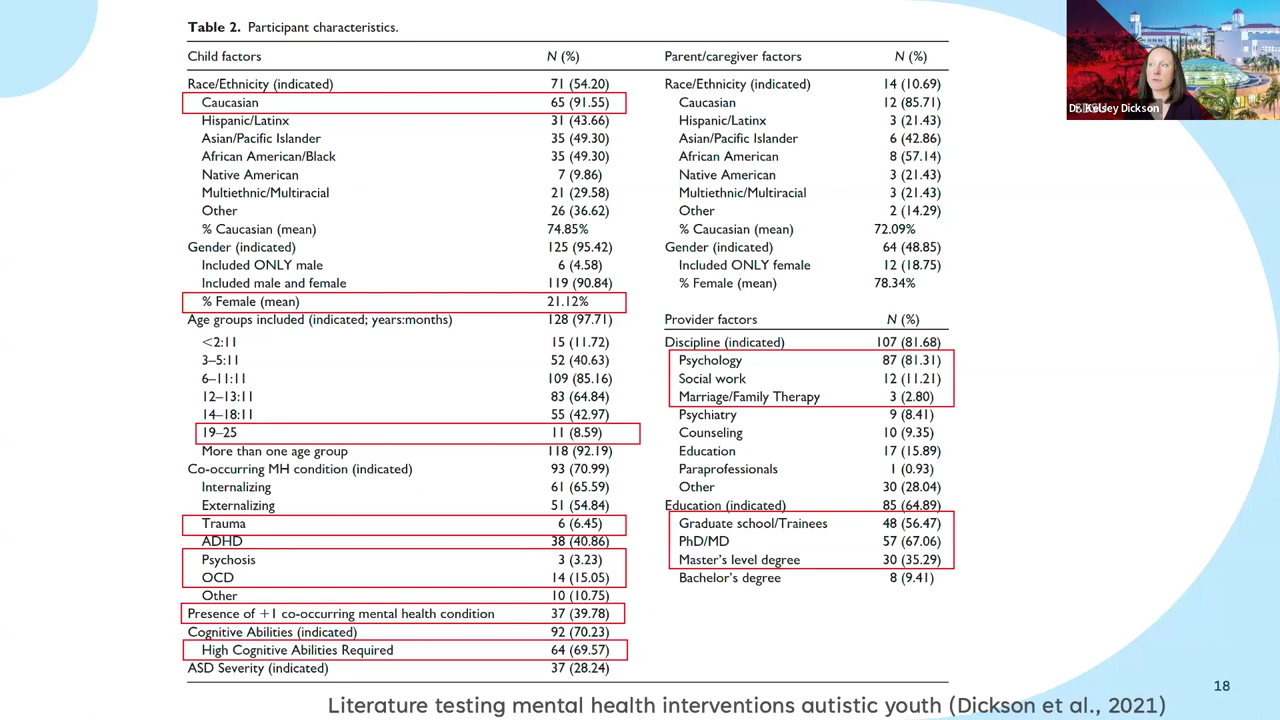 Table 2. Participant characteristics.
Child factors N (%) Parent/caregiver factors N (%)
Race/Ethnicity (indicated) 71 (54.20) Race/Ethnicity (indicated) 14 (10.69)
Caucasian 65 (91.55) Caucasian 12 (85.71)
Hispanic/Latinx 31 (43.66) Hispanic/Latinx 3 (21.43)
Asian/Pacific Islander 35 (49.30) Asian/Pacific Islander 6 (42.86)
African American/Black 35 (49.30) African American 8 (57.14)
Native American 7 (9.86) Native American 3 (21.43)
Multiethnic/Multiracial 21 (29.58) Multiethnic/Multiracial 3 (21.43)
Other 26 (36.62) Other 2 (14.29)
% Caucasian (mean) 74.85% % Caucasian (mean) 72.09%
Gender (indicated) 125 (95.42) Gender (indicated) 64 (48.85)
Included ONLY male 6 (4.58) Included ONLY female 12 (18.75)
Included male and female 119 (90.84) % Female (mean) 78.34%
% Female (mean) 21.12%
Age groups included (indicated; years:months) 128 (97.71) Provider factors N (%)
<2:11 15 (11.72) Discipline (indicated) 107 (81.68)
3–5:11 52 (40.63) Psychology 87 (81.31)
6–11:11 109 (85.16) Social work 12 (11.21)
12–13:11 83 (64.84) Marriage/Family Therapy 3 (2.80)
14–18:11 55 (42.97) Psychiatry 9 (8.41)
19–25 11 (8.59) Counseling 10 (9.35)
More than one age group 118 (92.19) Education 17 (15.89)
Co-occurring MH condition (indicated) 93 (70.99) Paraprofessionals 1 (0.93)
Internalizing 61 (65.59) Other 30 (28.04)
Externalizing 51 (54.84) Education (indicated) 85 (64.89)
Trauma 6 (6.45) Graduate school/Trainees 48 (56.47)
ADHD 38 (40.86) PhD/MD 57 (67.06)
Psychosis 3 (3.23) Master's level degree 30 (35.29)
OCD 14 (15.05) Bachelor's degree 8 (9.41)
Other 10 (10.75)
Presence of +1 co-occurring mental health condition 37 (39.78)
Cognitive Abilities (indicated) 92 (70.23)
High Cognitive Abilities Required 64 (69.57)
ASD Severity (indicated) 37 (28.24)
Dr. Kelsey Dickson
18
Literature testing mental health interventions autistic youth (Dickson et al., 2021)